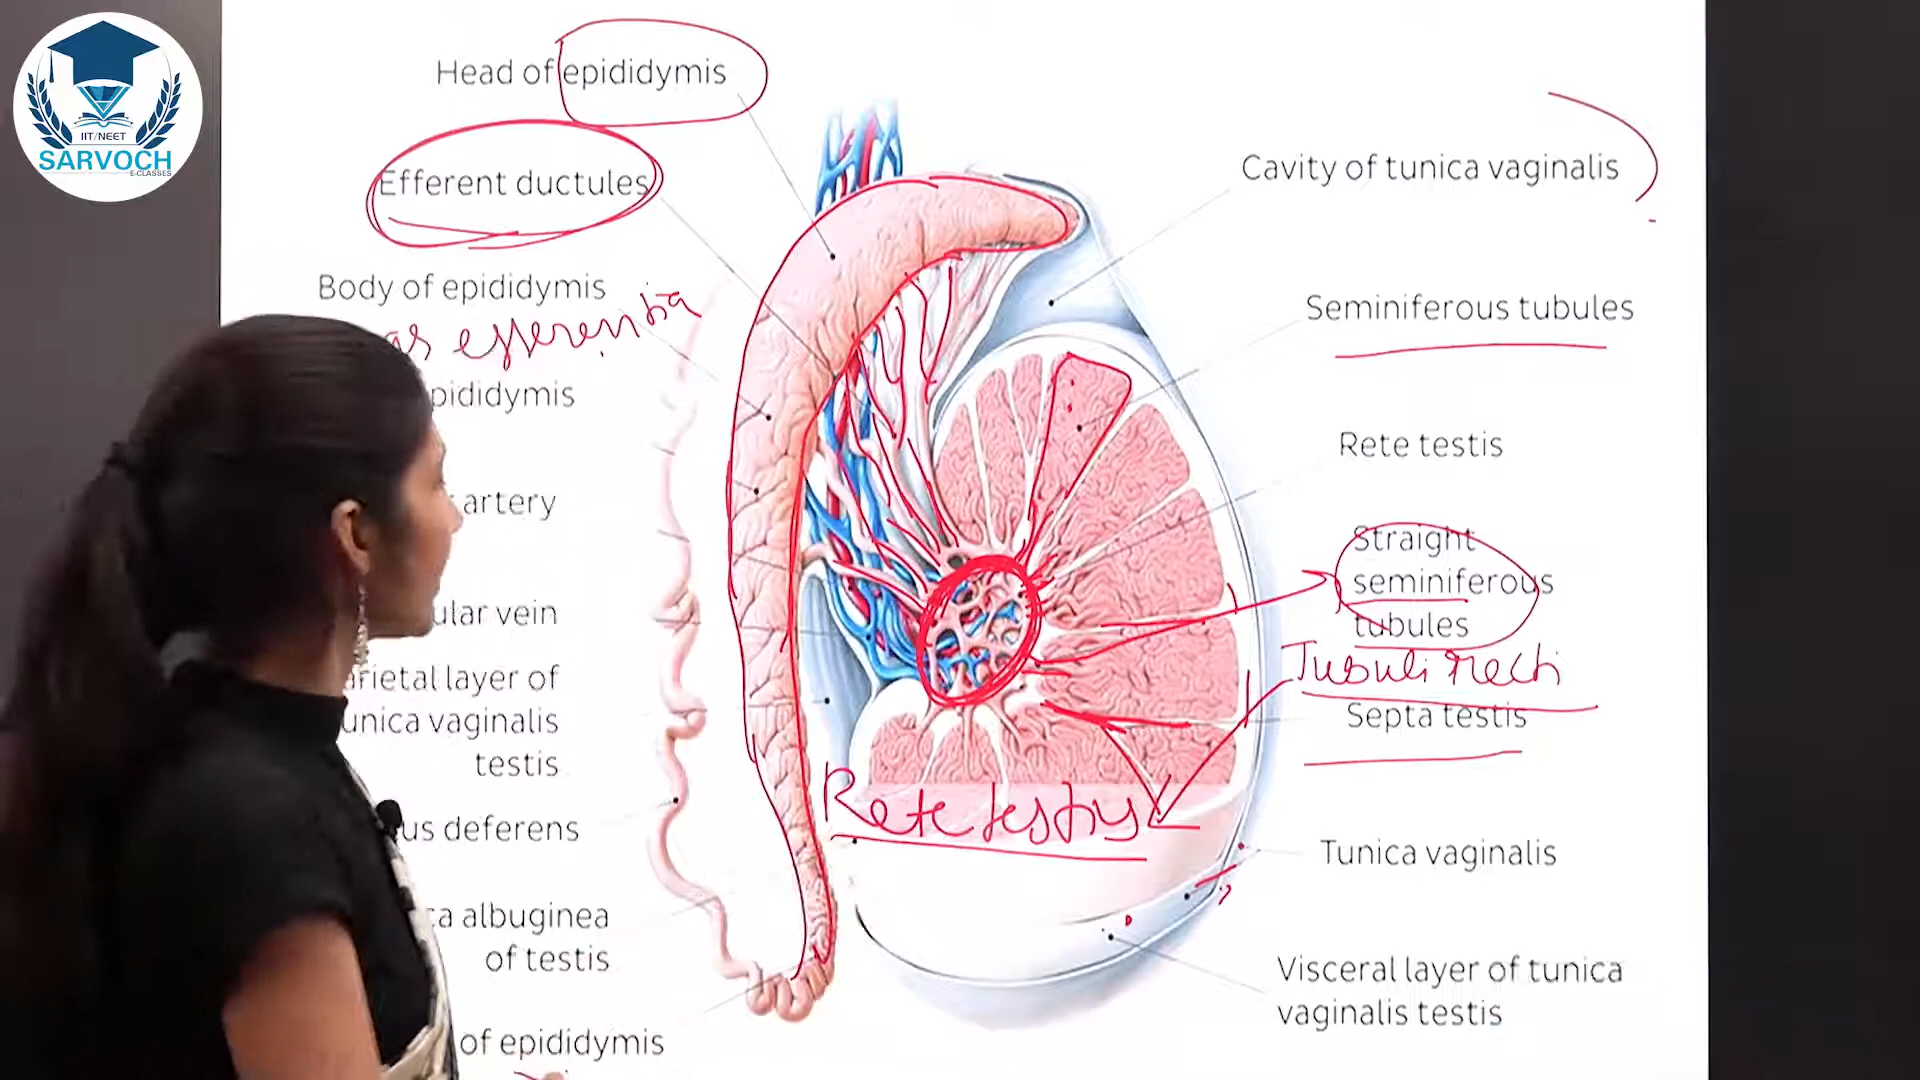 IIT/NEET
SARVOCH
E-CLASSES
Head of epididymis
Efferent ductules
Body of epididymis
efferentia
pididymis
artery
ular vein
rietal layer of
unica vaginalis
testis
us deferens
ca albuginea
of testis
of epididymis
Cavity of tunica vaginalis
Seminiferous tubules
Rete testis
Straight
seminiferous
tubules
Tubuli recti
Septa testis
Rete testis
Tunica vaginalis
Visceral layer of tunica
vaginalis testis